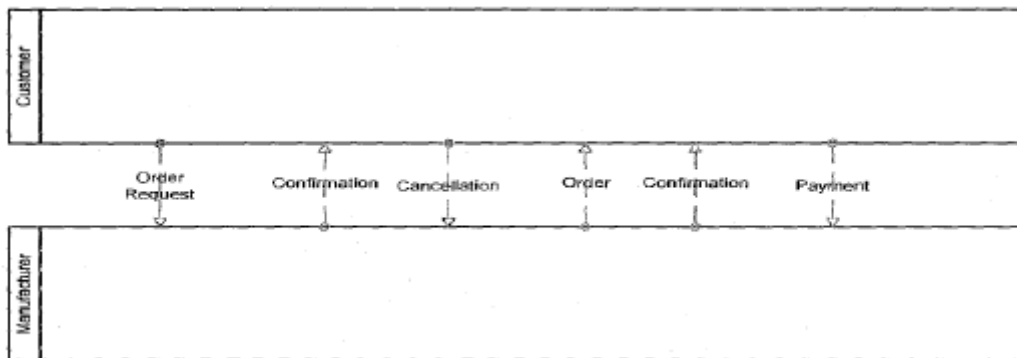 Customer
Order
Request
Confirmation
Cancellation
Order
Confirmation
Payment
Manufacturer